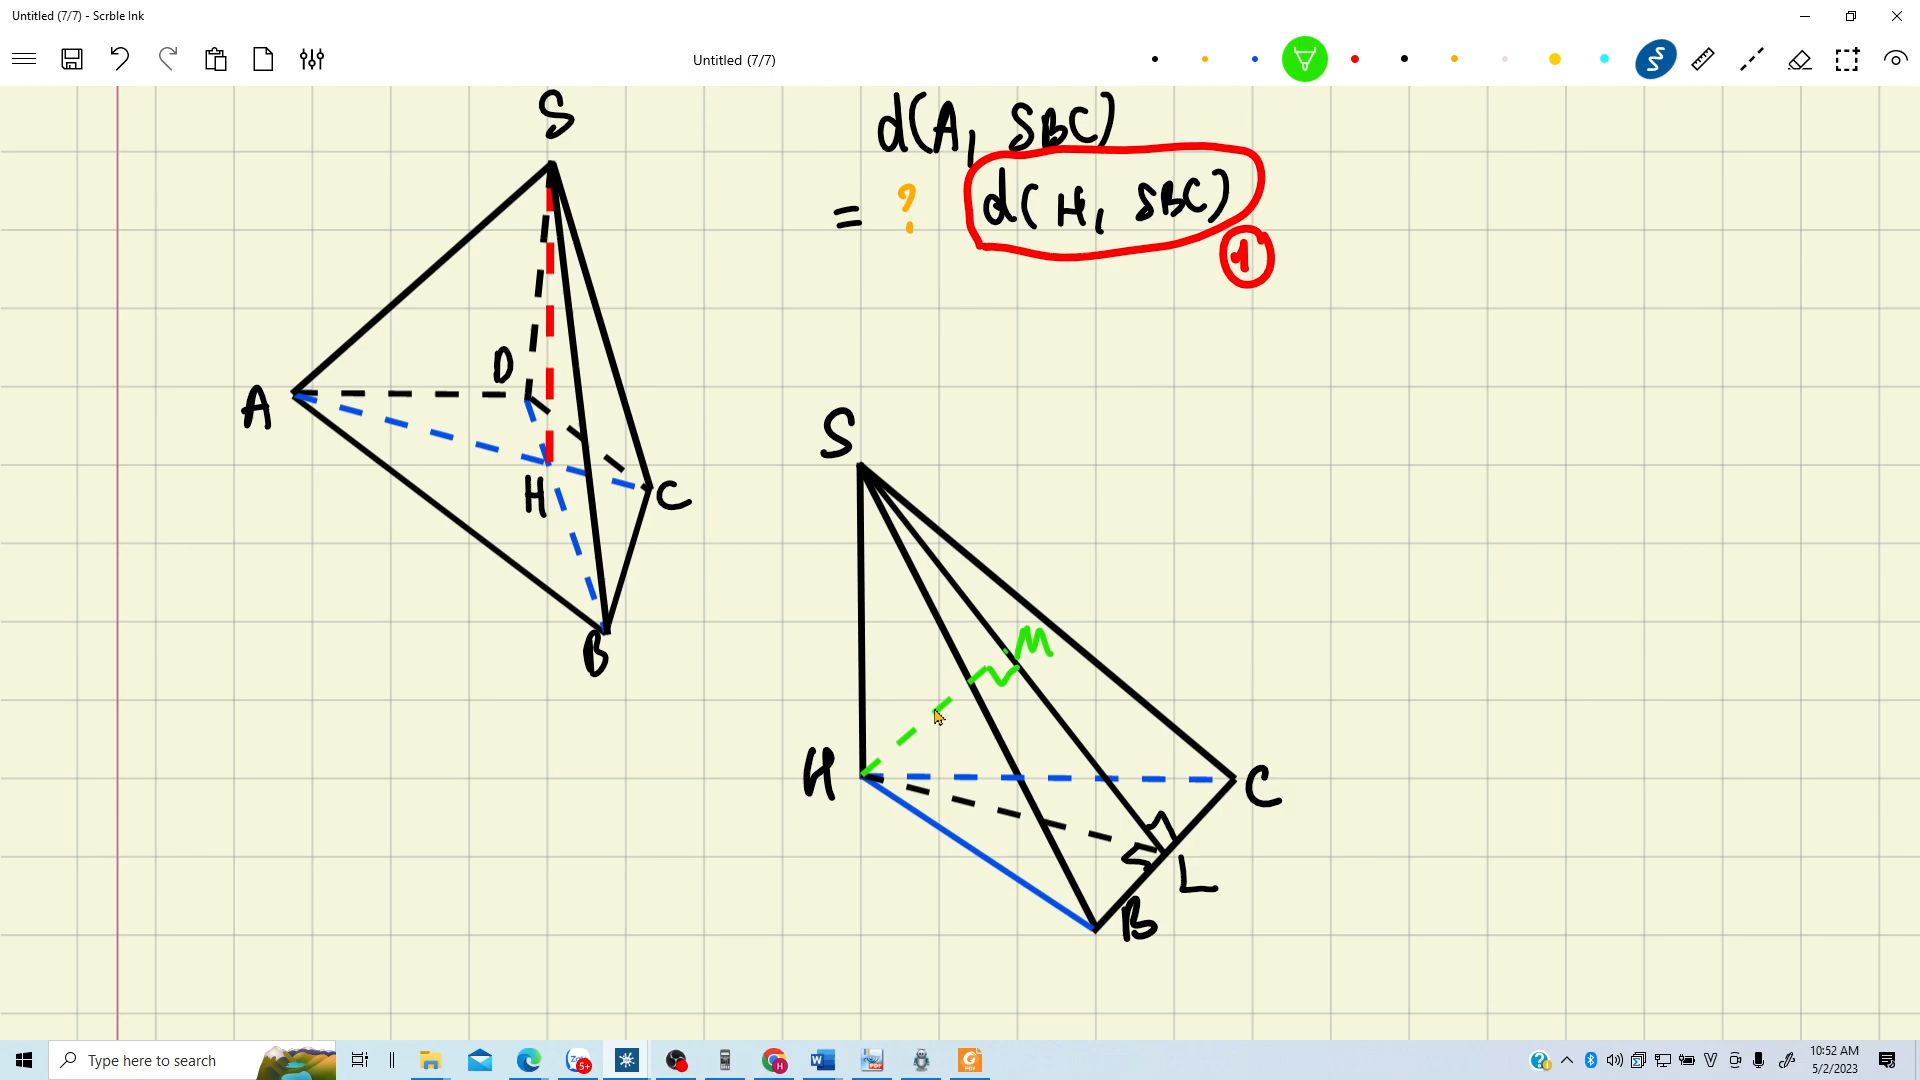 Untitled (7/7) - Scrble Ink
Untitled (7/7)
S
d(A, SBC)
= ? d(H, SBC)
1
D
A
H
C
B
S
M
H
C
L
B
Type here to search
5+
10:52 AM
5/2/2023